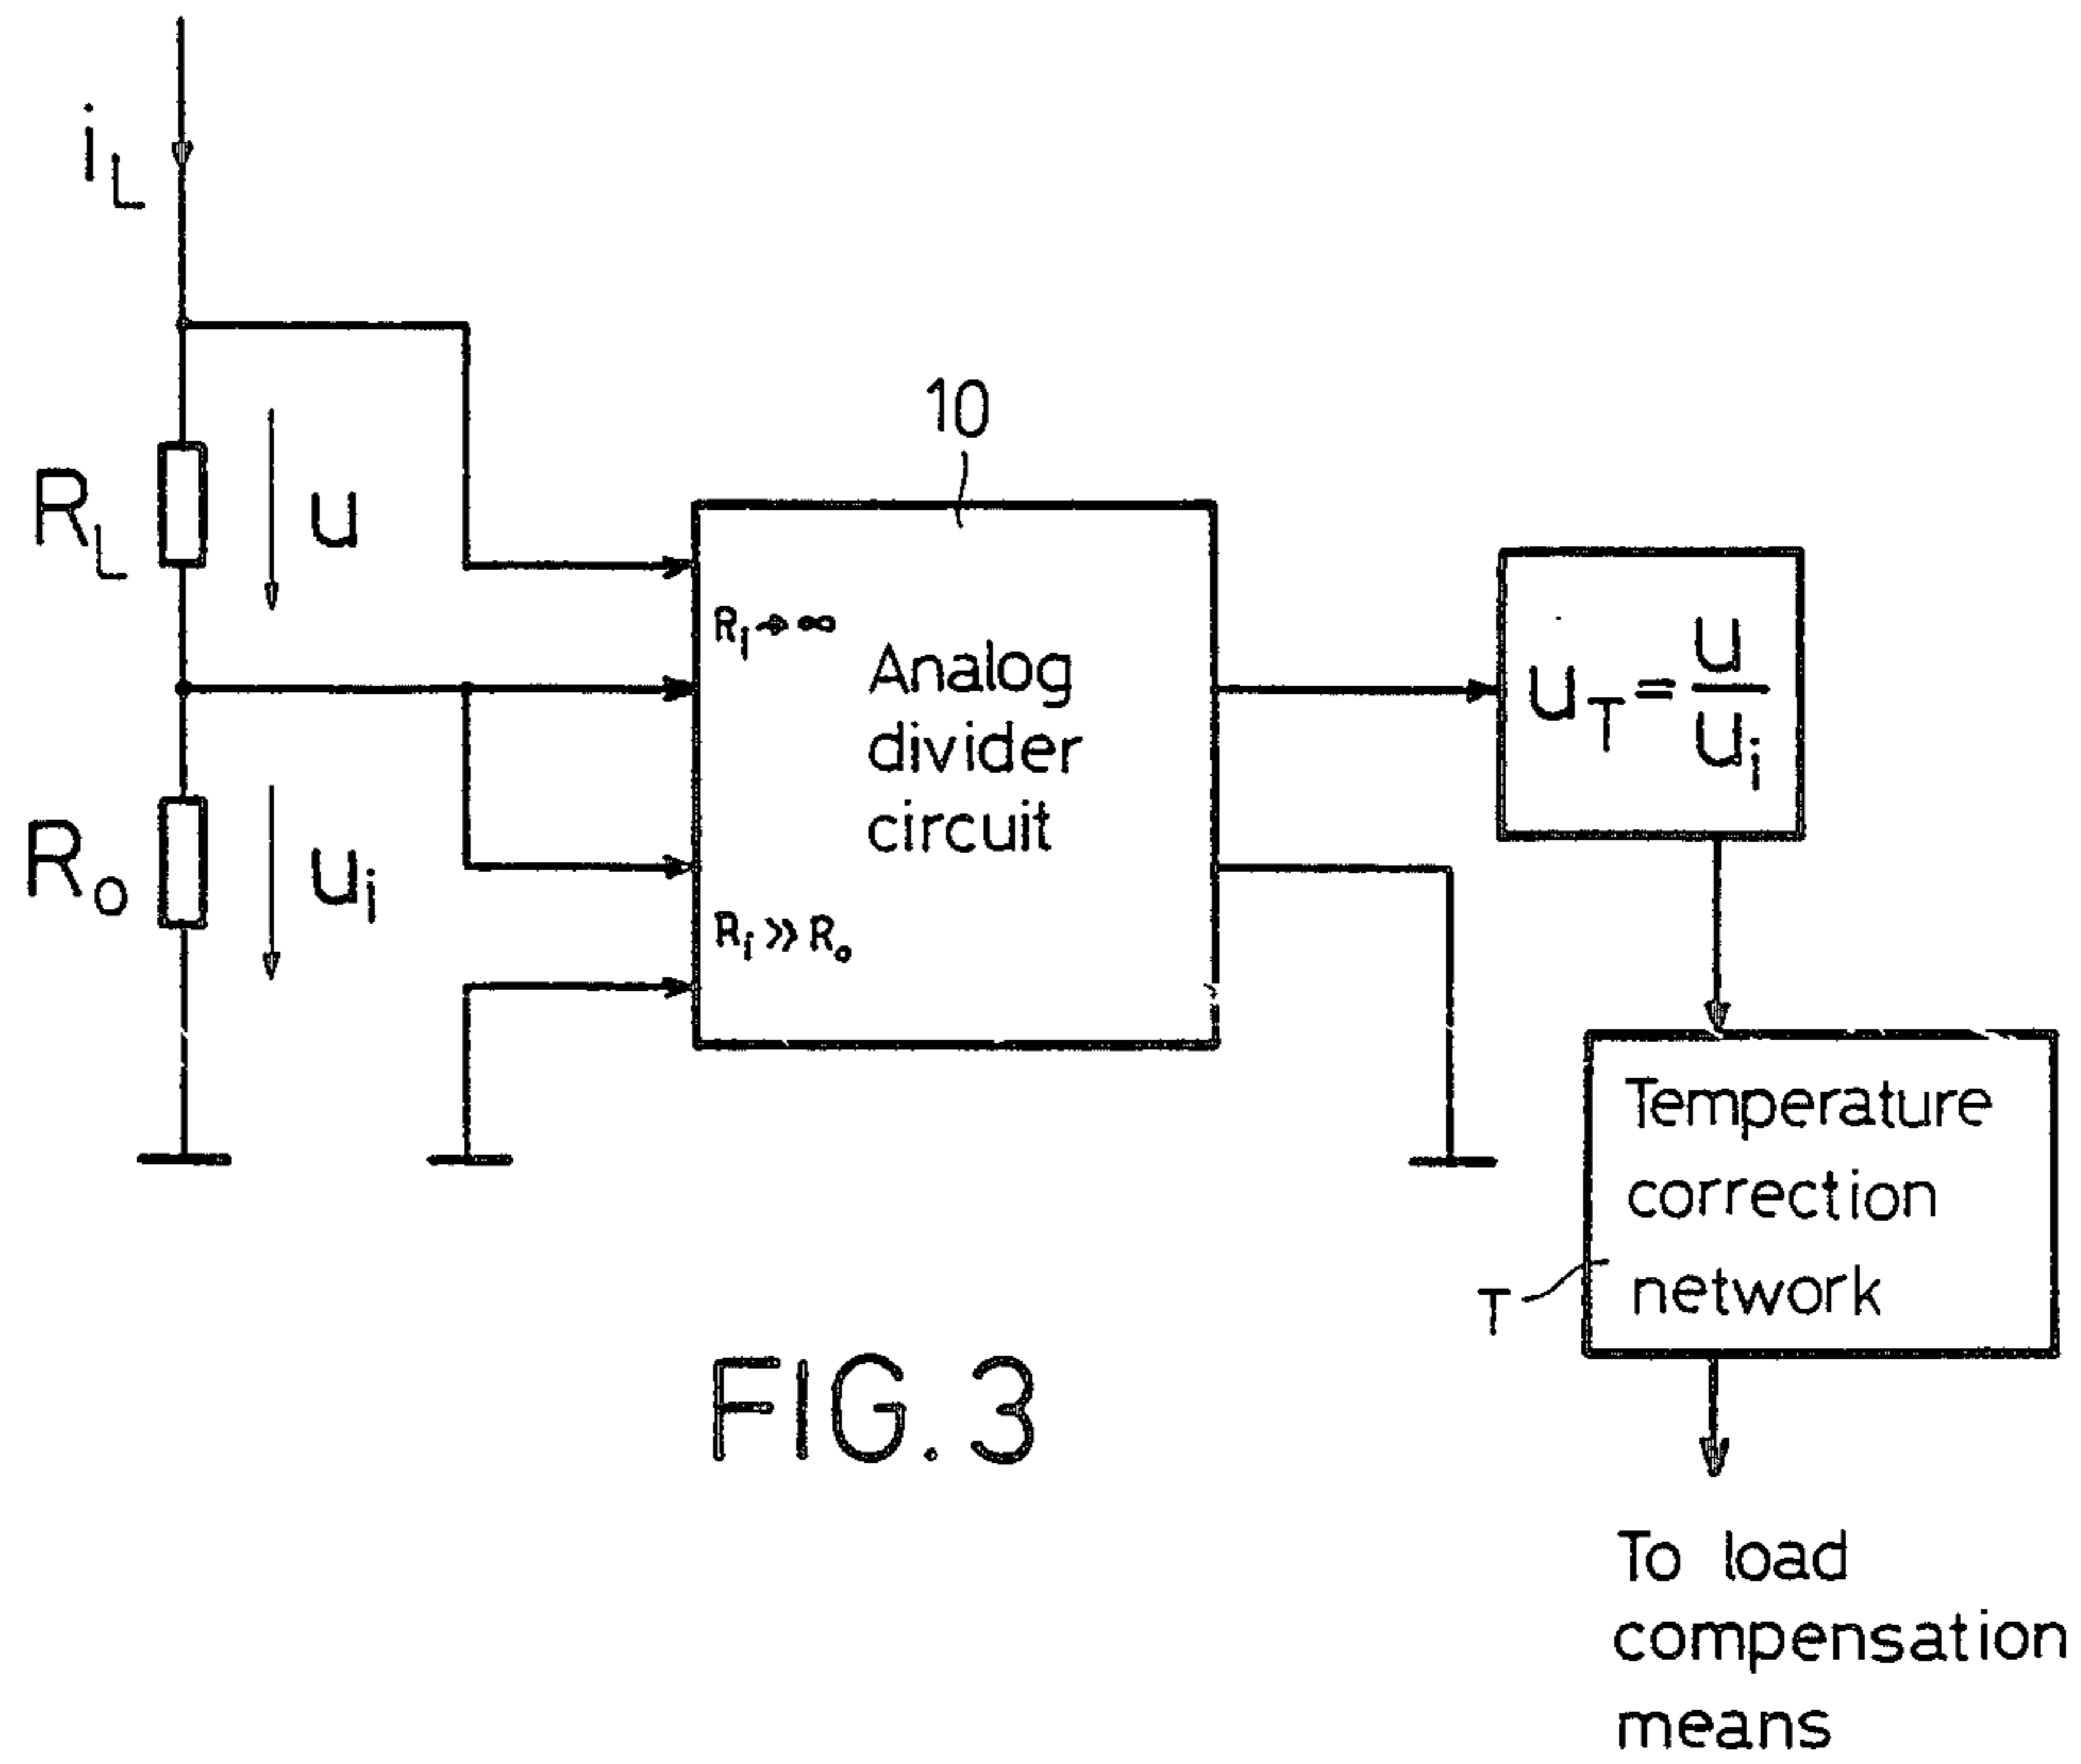 i_L
10
R_L
u
R_i → ∞
Analog
divider
circuit
u_T = u/u_i
R_o
u_i
R_i ≫ R_o
Temperature
correction
network
T
FIG. 3
To load
compensation
means